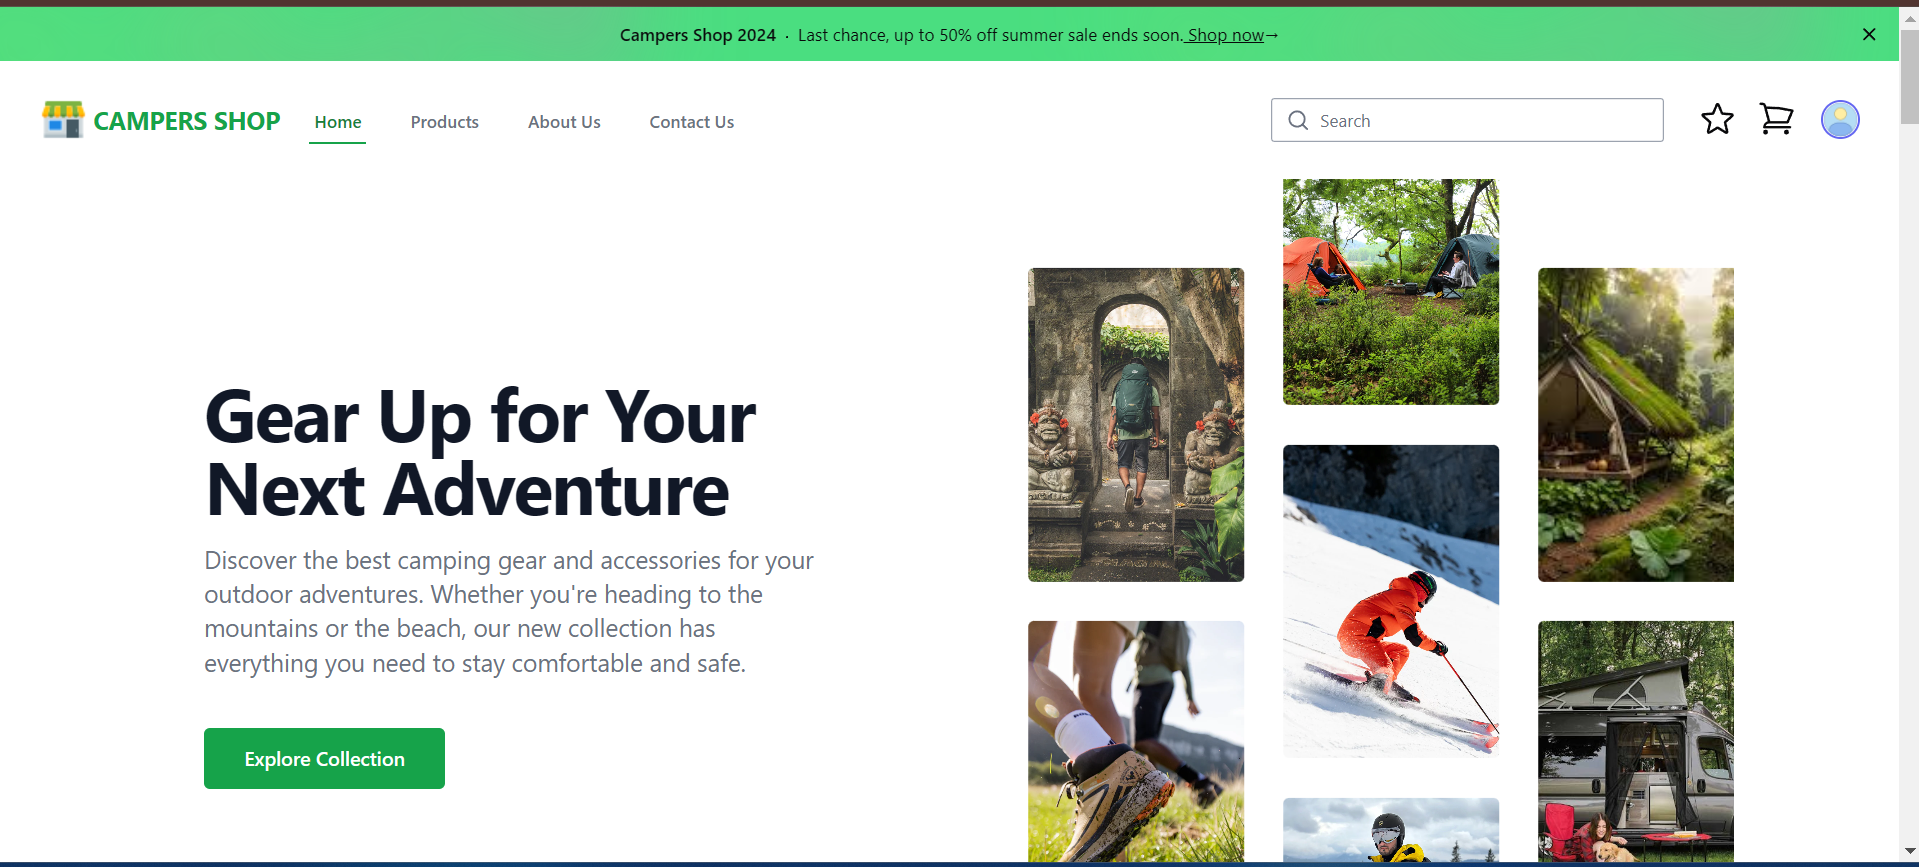 Campers Shop 2024 · Last chance, up to 50% off summer sale ends soon. Shop now→
CAMPERS SHOP
Home
Products
About Us
Contact Us
Search
Gear Up for Your
Next Adventure
Discover the best camping gear and accessories for your
outdoor adventures. Whether you're heading to the
mountains or the beach, our new collection has
everything you need to stay comfortable and safe.
Explore Collection